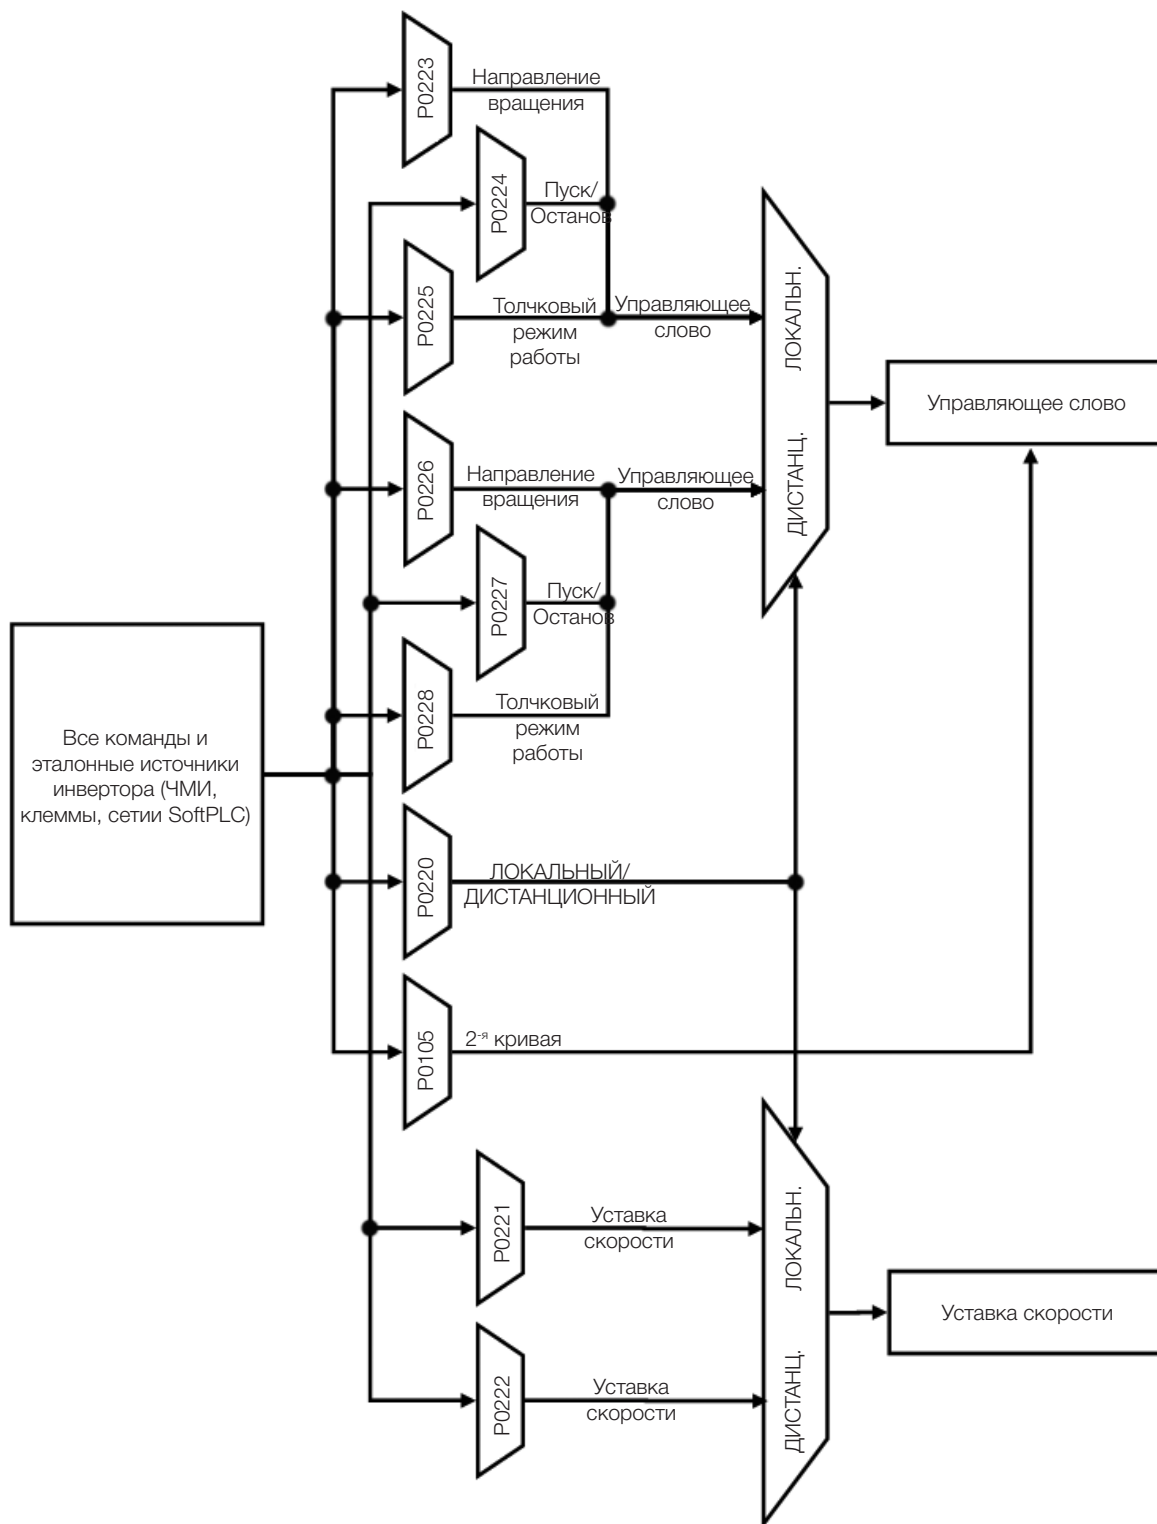 P0223
Направление
вращения
P0224
Пуск/
Останов
P0225
Толчковый
режим
работы
Управляющее
слово
ЛОКАЛЬН.
ДИСТАНЦ.
Управляющее слово
P0226
Направление
вращения
Управляющее
слово
P0227
Пуск/
Останов
P0228
Толчковый
режим
работы
Все команды и
эталонные источники
инвертора (ЧМИ,
клеммы, сетии SoftPLC)
P0220
ЛОКАЛЬНЫЙ/
ДИСТАНЦИОННЫЙ
P0105
2-я кривая
P0221
Уставка
скорости
ЛОКАЛЬН.
ДИСТАНЦ.
Уставка скорости
P0222
Уставка
скорости